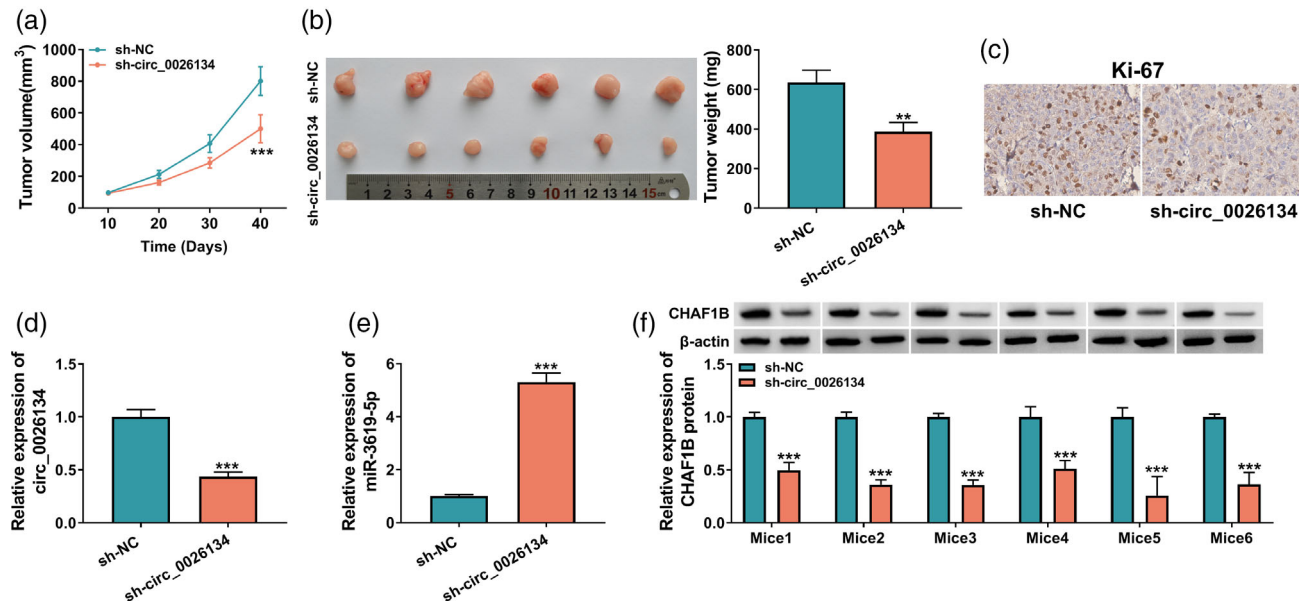 (a)
Tumor volume(mm3)
1000
800
600
400
200
0
sh-NC
sh-circ_0026134
***
10 20 30 40
Time (Days)
(b)
sh-NC
sh-circ_0026134
1 2 3 4 5 6 7 8 9 10 11 12 13 14 15
Tumor weight (mg)
800
600
400
200
0
**
sh-NC
sh-circ_0026134
(c)
Ki-67
sh-NC sh-circ_0026134
(d)
Relative expression of
circ_0026134
1.5
1.0
0.5
0.0
***
sh-NC
sh-circ_0026134
(e)
Relative expression of
miR-3619-5p
6
4
2
0
***
sh-NC
sh-circ_0026134
(f)
CHAF1B
β-actin
sh-NC
sh-circ_0026134
Relative expression of
CHAF1B protein
1.5
1.0
0.5
0.0
*** *** *** *** *** ***
Mice1 Mice2 Mice3 Mice4 Mice5 Mice6